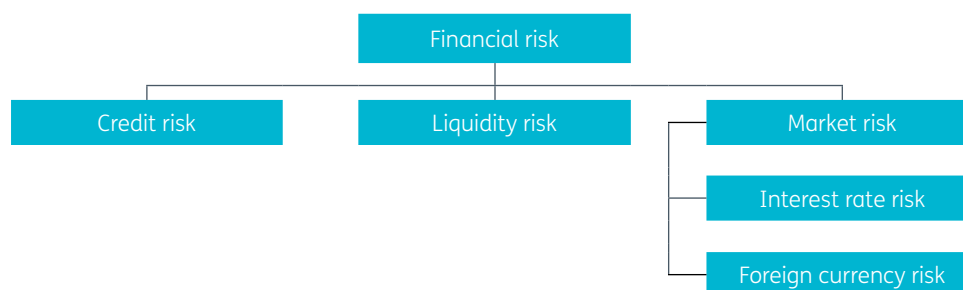 Financial risk
Credit risk
Liquidity risk
Market risk
Interest rate risk
Foreign currency risk